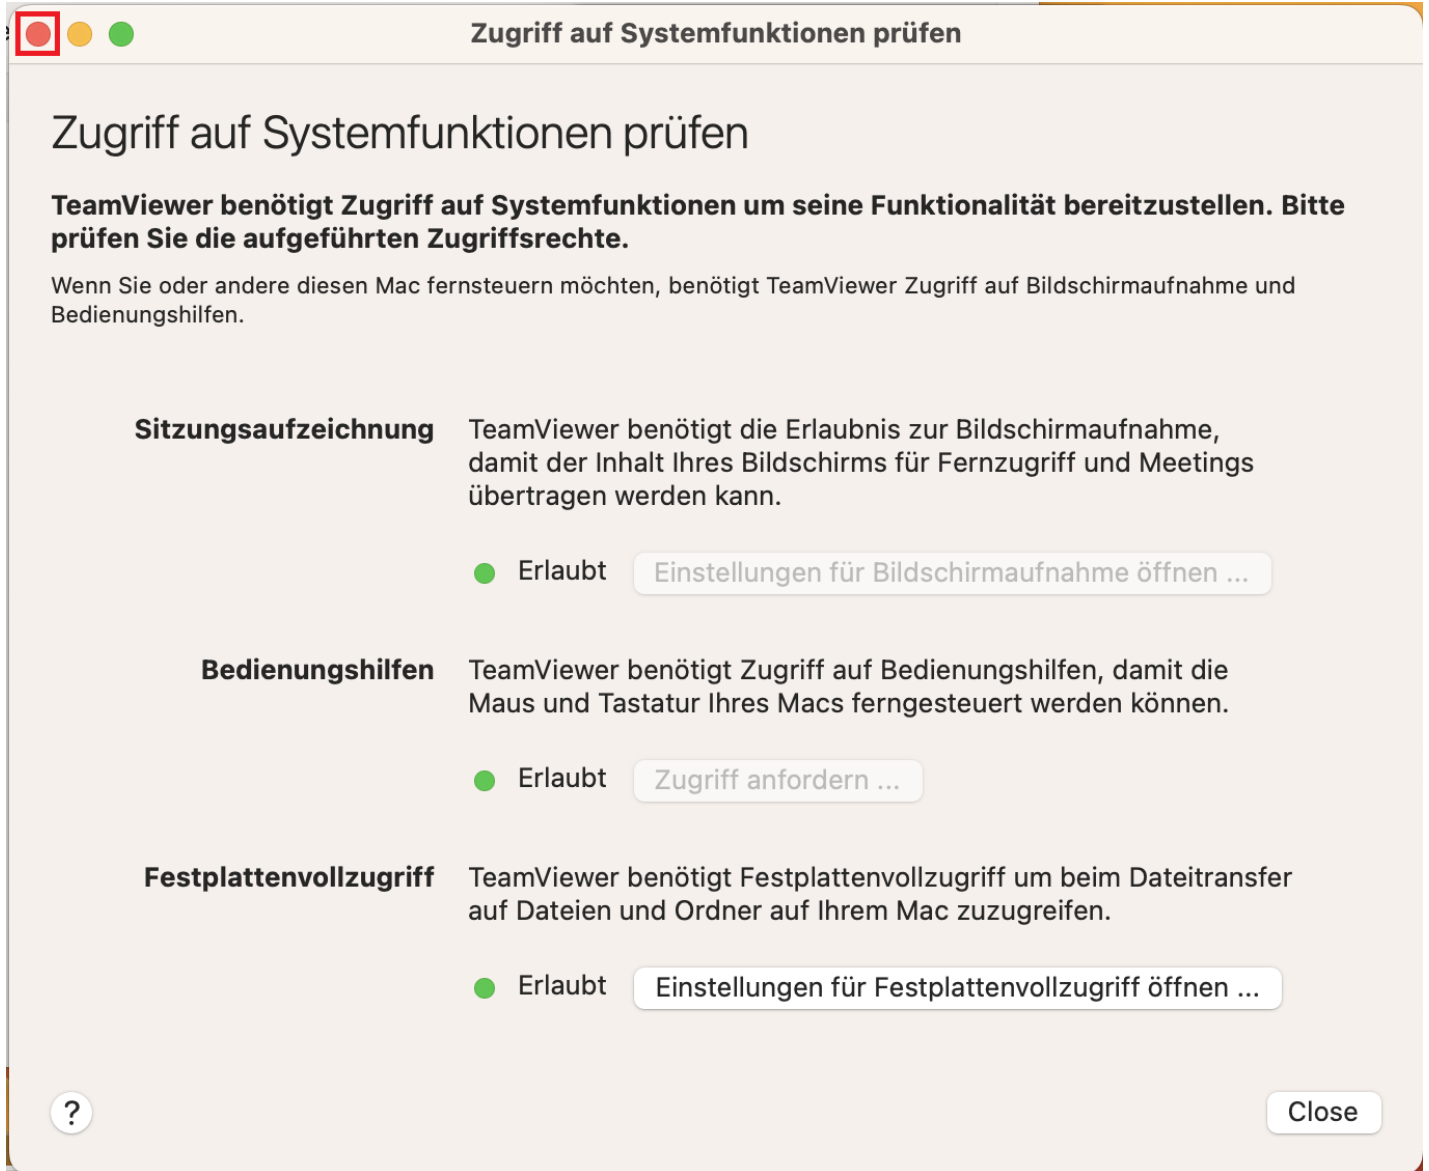 Zugriff auf Systemfunktionen prüfen
Zugriff auf Systemfunktionen prüfen
TeamViewer benötigt Zugriff auf Systemfunktionen um seine Funktionalität bereitzustellen. Bitte
prüfen Sie die aufgeführten Zugriffsrechte.
Wenn Sie oder andere diesen Mac fernsteuern möchten, benötigt TeamViewer Zugriff auf Bildschirmaufnahme und
Bedienungshilfen.
Sitzungsaufzeichnung
TeamViewer benötigt die Erlaubnis zur Bildschirmaufnahme,
damit der Inhalt Ihres Bildschirms für Fernzugriff und Meetings
übertragen werden kann.
Erlaubt
Einstellungen für Bildschirmaufnahme öffnen ...
Bedienungshilfen
TeamViewer benötigt Zugriff auf Bedienungshilfen, damit die
Maus und Tastatur Ihres Macs ferngesteuert werden können.
Erlaubt
Zugriff anfordern ...
Festplattenvollzugriff
TeamViewer benötigt Festplattenvollzugriff um beim Dateitransfer
auf Dateien und Ordner auf Ihrem Mac zuzugreifen.
Erlaubt
Einstellungen für Festplattenvollzugriff öffnen ...
?
Close